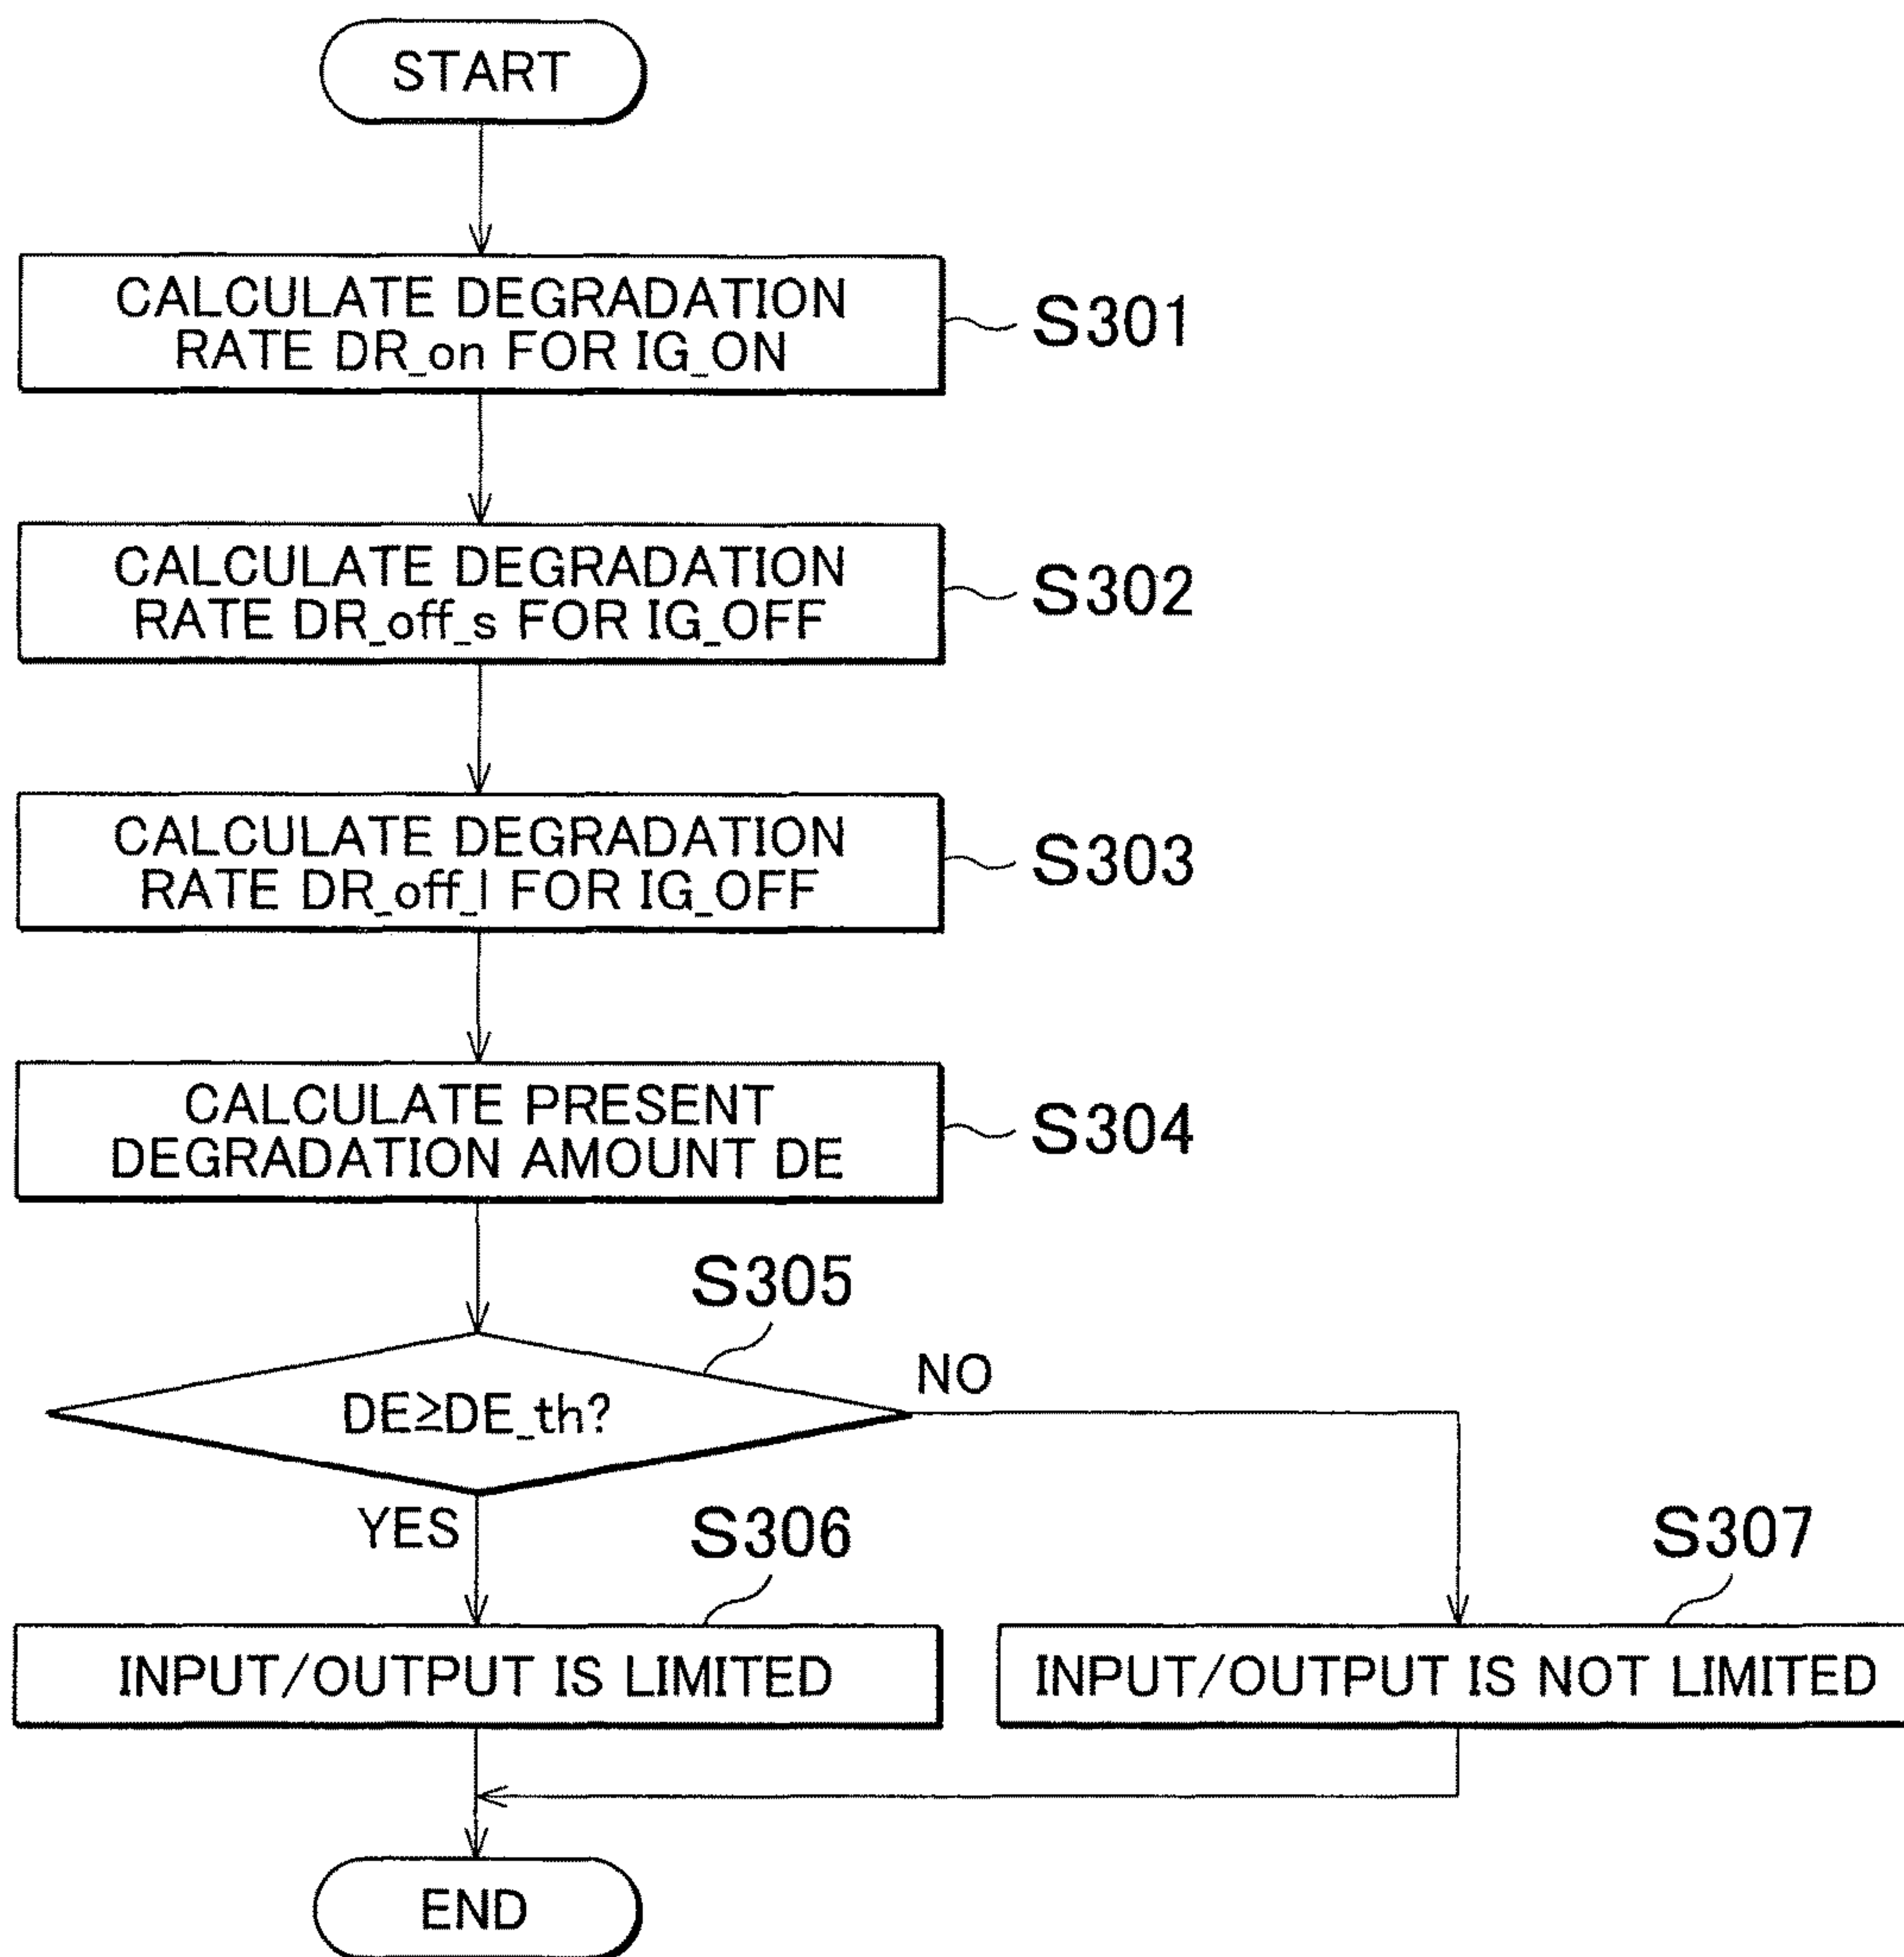 START
CALCULATE DEGRADATION
RATE DR_on FOR IG_ON
S301
CALCULATE DEGRADATION
RATE DR_off_s FOR IG_OFF
S302
CALCULATE DEGRADATION
RATE DR_off_l FOR IG_OFF
S303
CALCULATE PRESENT
DEGRADATION AMOUNT DE
S304
S305
DE≧DE_th?
NO
YES
S306
S307
INPUT/OUTPUT IS LIMITED
INPUT/OUTPUT IS NOT LIMITED
END